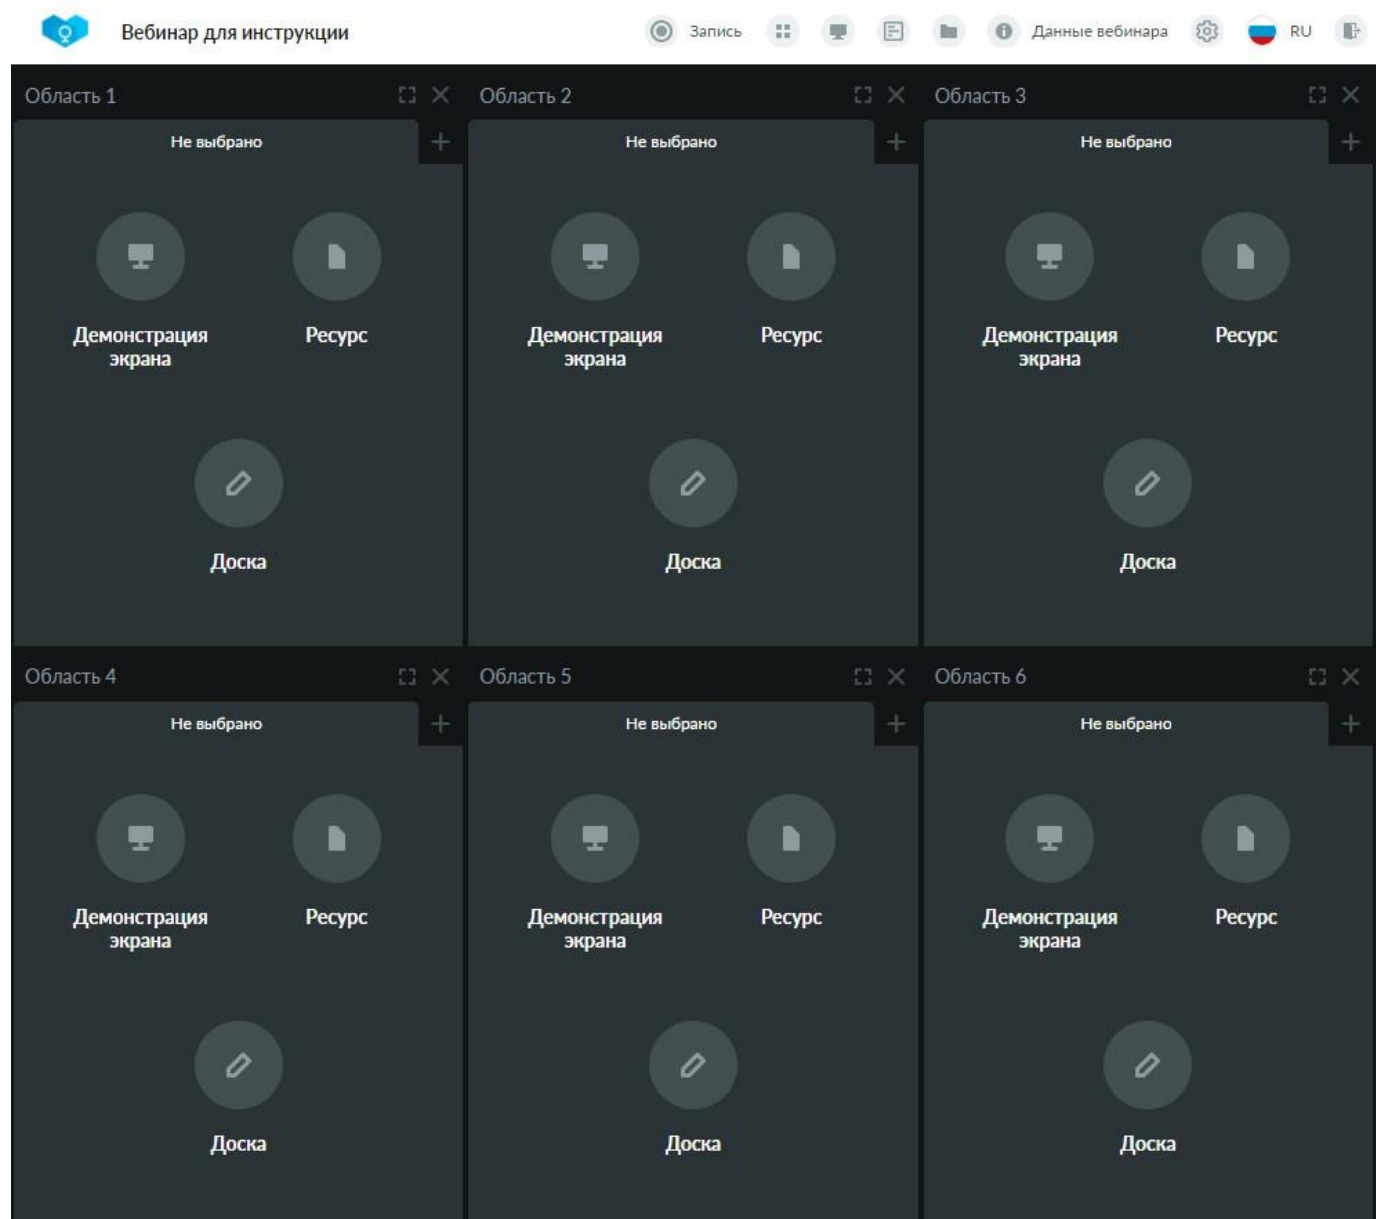 Вебинар для инструкции
Запись
Данные вебинара
RU
Область 1
Область 2
Область 3
Не выбрано
Не выбрано
Не выбрано
Демонстрация
экрана
Ресурс
Демонстрация
экрана
Ресурс
Демонстрация
экрана
Ресурс
Доска
Доска
Доска
Область 4
Область 5
Область 6
Не выбрано
Не выбрано
Не выбрано
Демонстрация
экрана
Ресурс
Демонстрация
экрана
Ресурс
Демонстрация
экрана
Ресурс
Доска
Доска
Доска